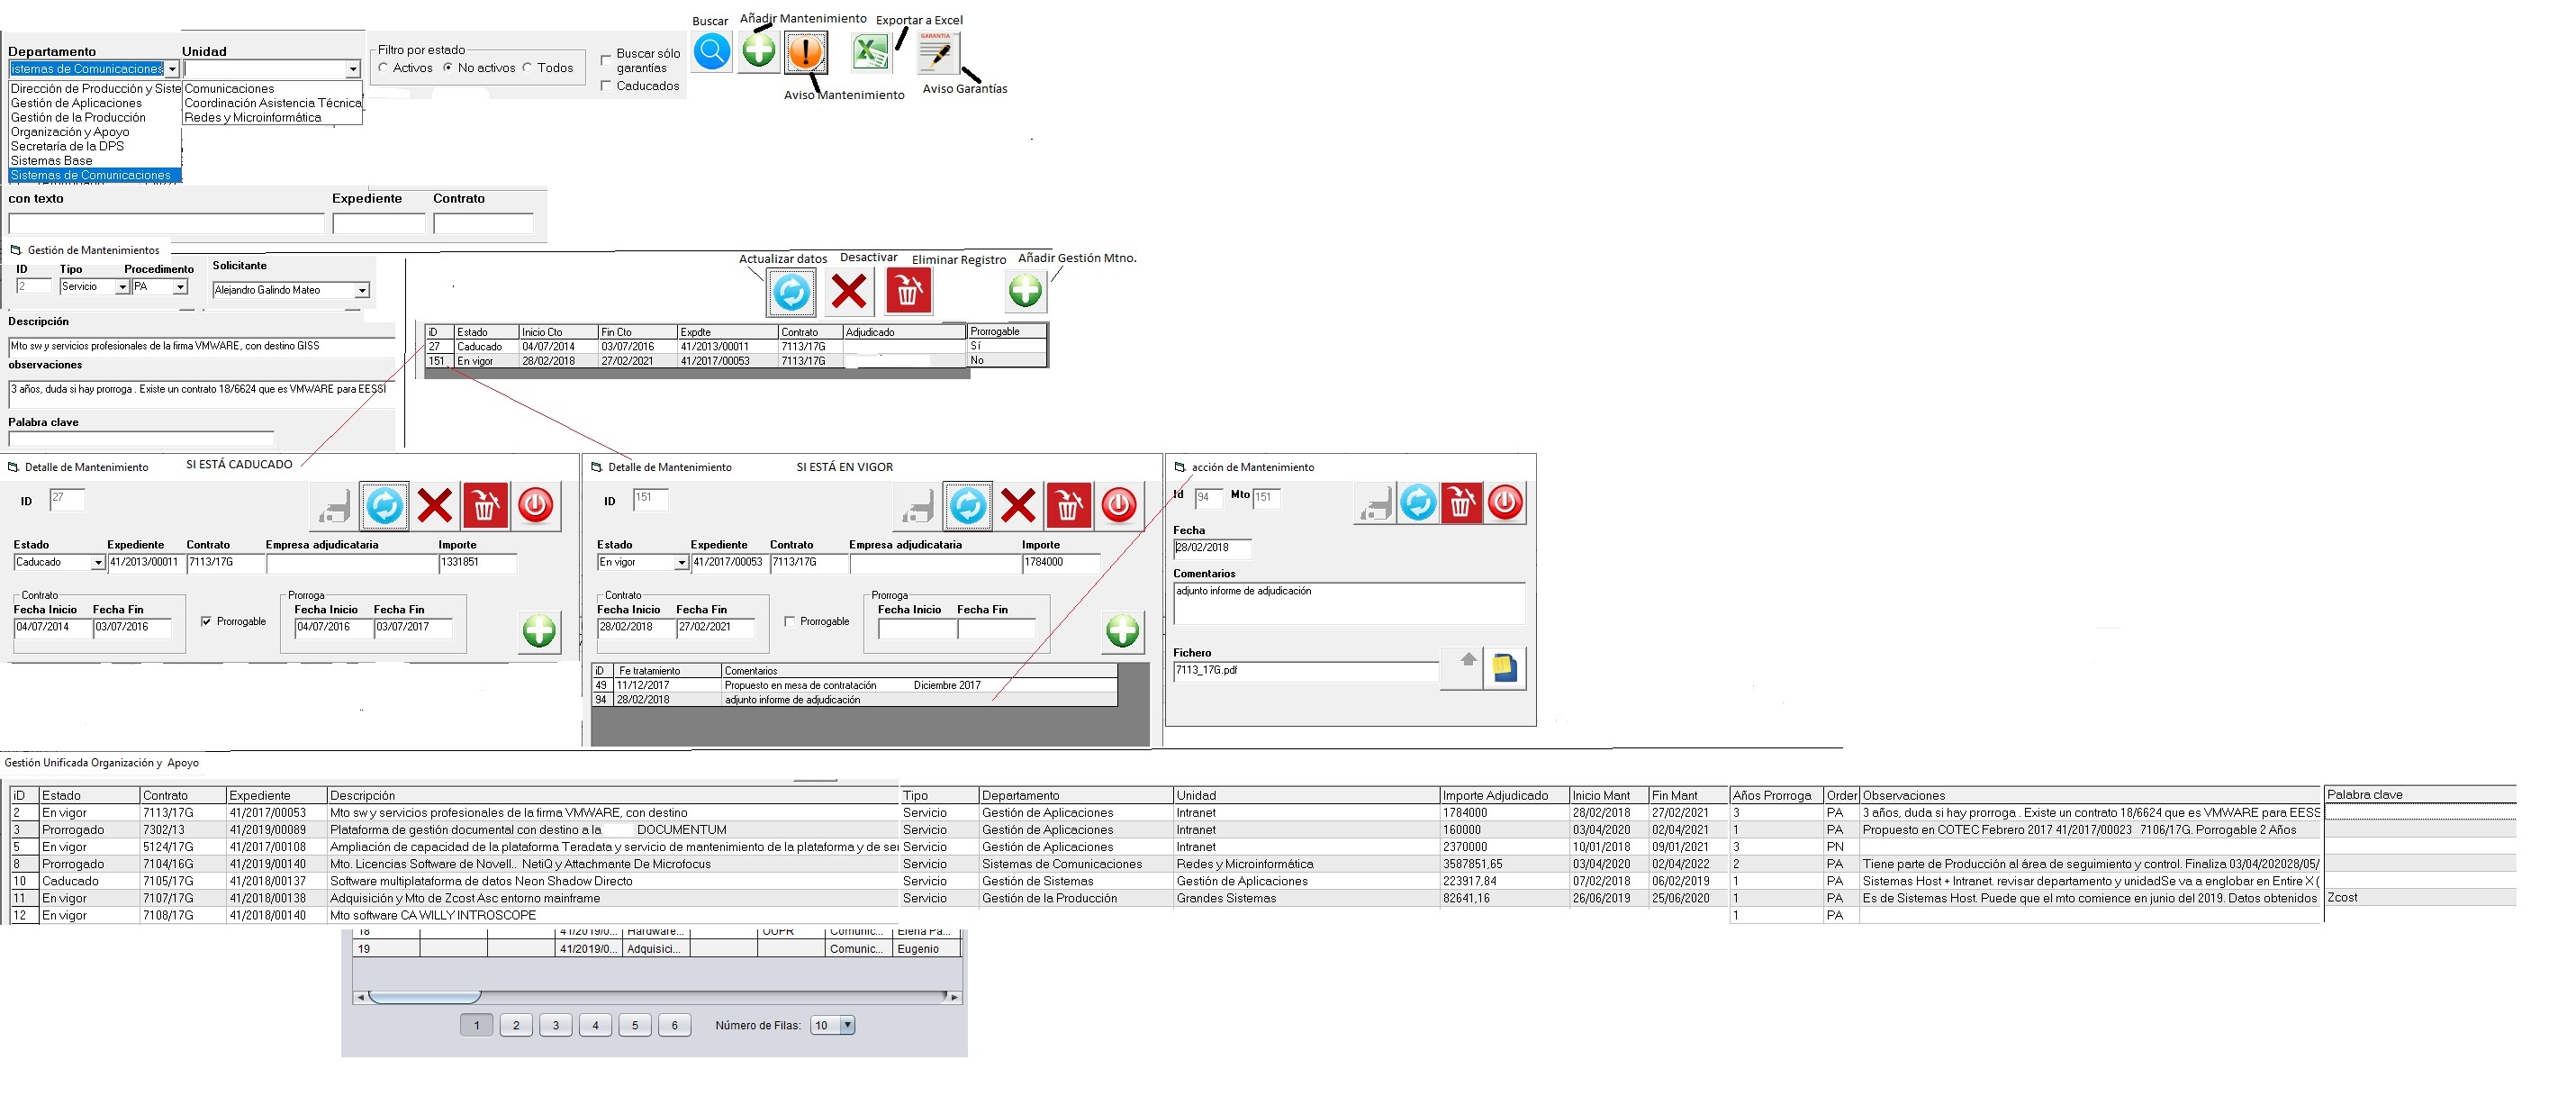 Buscar Añadir Mantenimiento Exportar a Excel
Departamento Unidad
Filtro por estado
Activos No activos Todos
Buscar sólo
garantías
Caducados
GARANTIA
istemas de Comunicaciones
Aviso Mantenimiento Aviso Garantías
Dirección de Producción y Siste
Gestión de Aplicaciones
Gestión de la Producción
Organización y Apoyo
Secretaría de la DPS
Sistemas Base
Sistemas de Comunicaciones
Comunicaciones
Coordinación Asistencia Técnica
Redes y Microinformática
con texto Expediente Contrato
Gestión de Mantenimientos
ID Tipo Procedimento Solicitante
2 Servicio PA Alejandro Galindo Mateo
Actualizar datos Desactivar Eliminar Registro Añadir Gestión Mtno.
Descripción
Mto sw y servicios profesionales de la firma VMWARE, con destino GISS
observaciones
3 años, duda si hay prorroga . Existe un contrato 18/6624 que es VMWARE para EESSI
Palabra clave
iD Estado Inicio Cto Fin Cto Expdte Contrato Adjudicado Prorrogable
27 Caducado 04/07/2014 03/07/2016 41/2013/00011 7113/17G Sí
151 En vigor 28/02/2018 27/02/2021 41/2017/00053 7113/17G No
Detalle de Mantenimiento SI ESTÁ CADUCADO
ID 27
Estado Expediente Contrato Empresa adjudicataria Importe
Caducado 41/2013/00011 7113/17G 1331851
Contrato Prorroga
Fecha Inicio Fecha Fin Prorrogable Fecha Inicio Fecha Fin
04/07/2014 03/07/2016 04/07/2016 03/07/2017
Detalle de Mantenimiento SI ESTÁ EN VIGOR
ID 151
Estado Expediente Contrato Empresa adjudicataria Importe
En vigor 41/2017/00053 7113/17G 1784000
Contrato Prorroga
Fecha Inicio Fecha Fin Prorrogable Fecha Inicio Fecha Fin
28/02/2018 27/02/2021
iD Fe tratamiento Comentarios
49 11/12/2017 Propuesto en mesa de contratación Diciembre 2017
94 28/02/2018 adjunto informe de adjudicación
acción de Mantenimiento
Id 94 Mto 151
Fecha
28/02/2018
Comentarios
adjunto informe de adjudicación
Fichero
7113_17G.pdf
Gestión Unificada Organización y Apoyo
iD Estado Contrato Expediente Descripción Tipo Departamento Unidad Importe Adjudicado Inicio Mant Fin Mant Años Prorroga Order Observaciones Palabra clave
2 En vigor 7113/17G 41/2017/00053 Mto sw y servicios profesionales de la firma VMWARE, con destino Servicio Gestión de Aplicaciones Intranet 1784000 28/02/2018 27/02/2021 3 PA 3 años, duda si hay prorroga . Existe un contrato 18/6624 que es VMWARE para EESS
3 Prorrogado 7302/13 41/2019/00089 Plataforma de gestión documental con destino a la DOCUMENTUM Servicio Gestión de Aplicaciones Intranet 160000 03/04/2020 02/04/2021 1 PA Propuesto en COTEC Febrero 2017 41/2017/00023 7106/17G. Porrogable 2 Años
5 En vigor 5124/17G 41/2017/00108 Ampliación de capacidad de la plataforma Teradata y servicio de mantenimiento de la plataforma y de ser Servicio Gestión de Aplicaciones Intranet 2370000 10/01/2018 09/01/2021 3 PN
8 Prorrogado 7104/16G 41/2019/00140 Mto. Licencias Software de Novell.. NetiQ y Attachmante De Microfocus Servicio Sistemas de Comunicaciones Redes y Microinformática 3587851,65 03/04/2020 02/04/2022 2 PA Tiene parte de Producción al área de seguimiento y control. Finaliza 03/04/202028/05/
10 Caducado 7105/17G 41/2018/00137 Software multiplataforma de datos Neon Shadow Directo Servicio Gestión de Sistemas Gestión de Aplicaciones 223917,84 07/02/2018 06/02/2019 1 PA Sistemas Host + Intranet. revisar departamento y unidadSe va a englobar en Entire X (
11 En vigor 7107/17G 41/2018/00138 Adquisición y Mto de Zcost Asc entorno mainframe Servicio Gestión de la Producción Grandes Sistemas 82641,16 26/06/2019 25/06/2020 1 PA Es de Sistemas Host. Puede que el mto comience en junio del 2019. Datos obtenidos Zcost
12 En vigor 7108/17G 41/2018/00140 Mto software CA WILLY INTROSCOPE 1 PA
18 41/2019/0... Hardware... UUPR Comunic... Elena Pa...
19 41/2019/0... Adquisici... Comunic... Eugenio
1 2 3 4 5 6 Número de Filas: 10